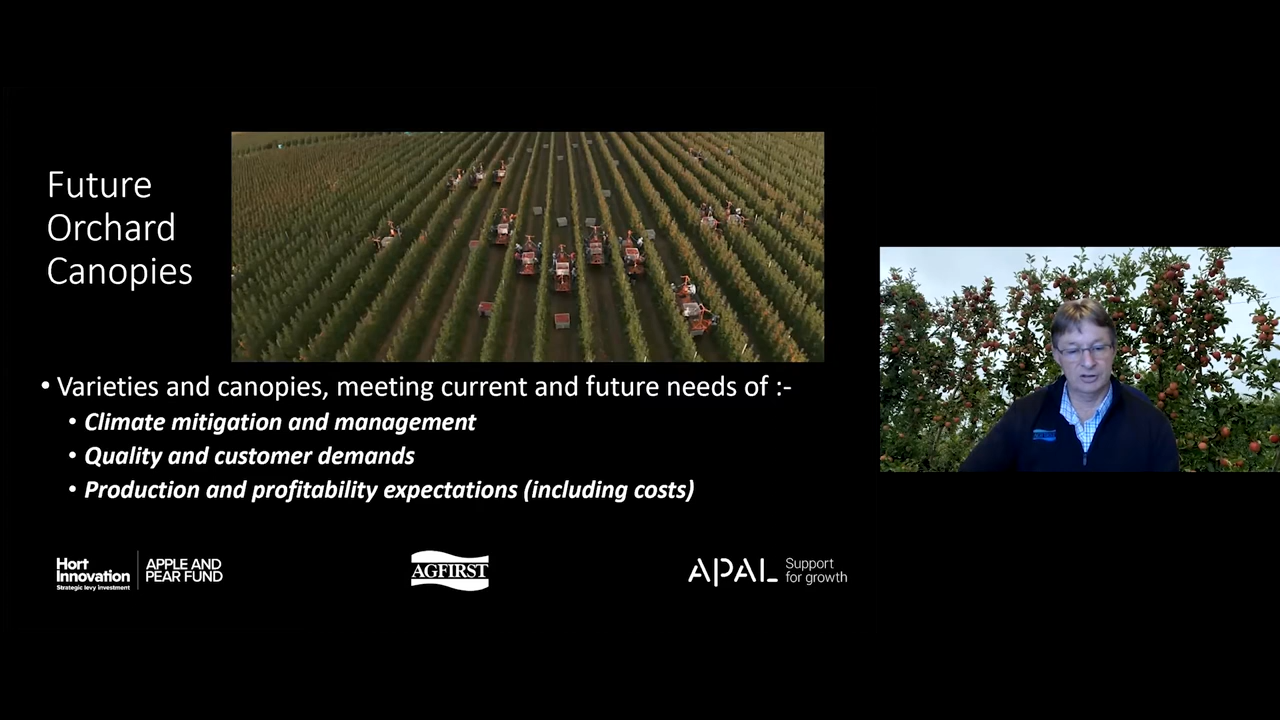 Future
Orchard
Canopies
• Varieties and canopies, meeting current and future needs of :-
• Climate mitigation and management
• Quality and customer demands
• Production and profitability expectations (including costs)
Hort
Innovation
Strategic levy investment
APPLE AND
PEAR FUND
AGFIRST
APAL
Support
for growth
AGFIRST